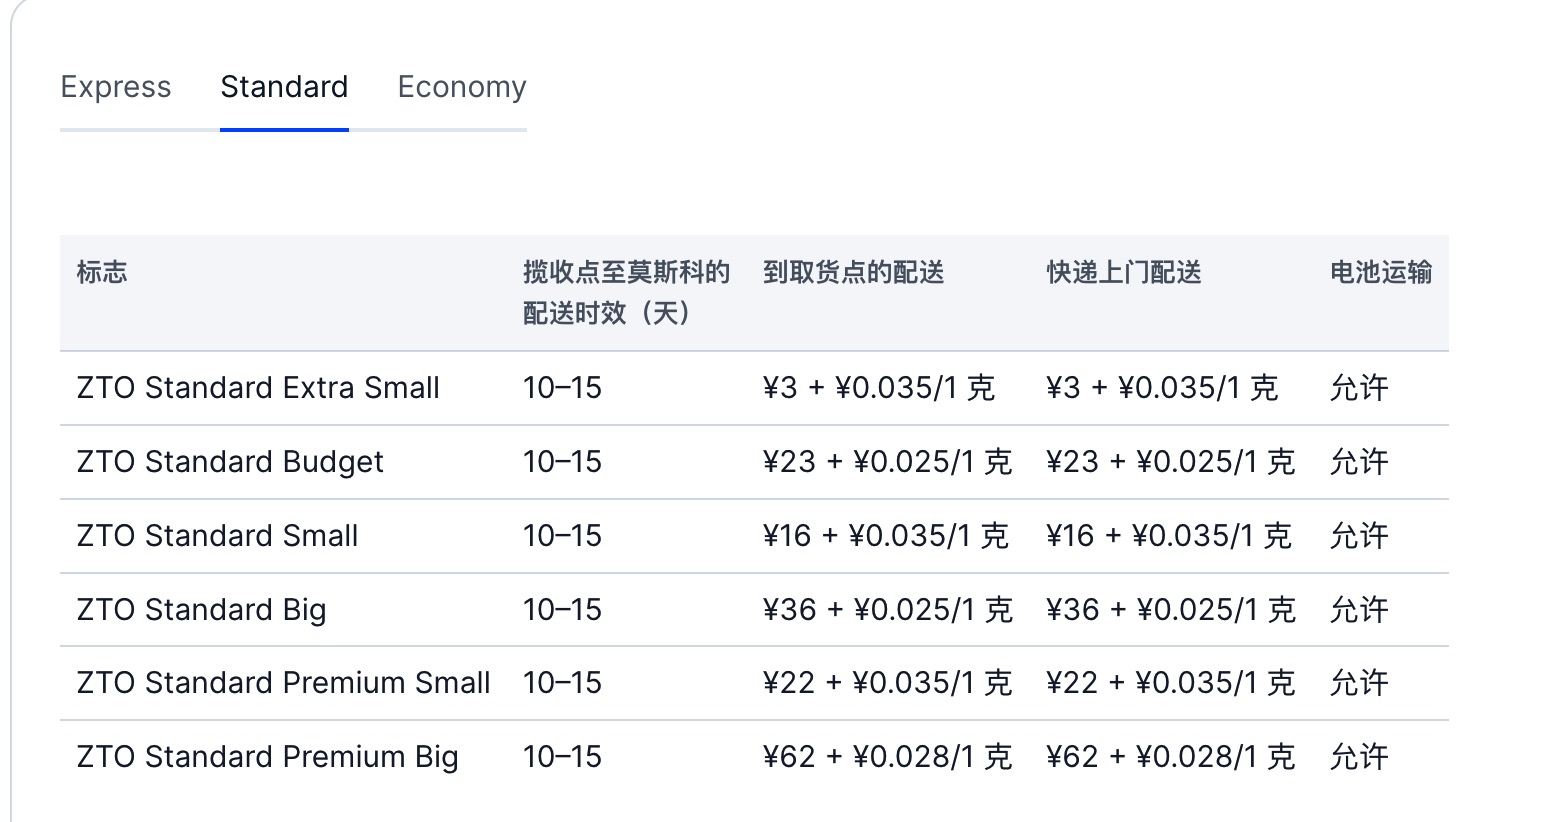 Express Standard Economy
标志 揽收点至莫斯科的配送时效（天） 到取货点的配送 快递上门配送 电池运输
ZTO Standard Extra Small 10–15 ¥3 + ¥0.035/1 克 ¥3 + ¥0.035/1 克 允许
ZTO Standard Budget 10–15 ¥23 + ¥0.025/1 克 ¥23 + ¥0.025/1 克 允许
ZTO Standard Small 10–15 ¥16 + ¥0.035/1 克 ¥16 + ¥0.035/1 克 允许
ZTO Standard Big 10–15 ¥36 + ¥0.025/1 克 ¥36 + ¥0.025/1 克 允许
ZTO Standard Premium Small 10–15 ¥22 + ¥0.035/1 克 ¥22 + ¥0.035/1 克 允许
ZTO Standard Premium Big 10–15 ¥62 + ¥0.028/1 克 ¥62 + ¥0.028/1 克 允许